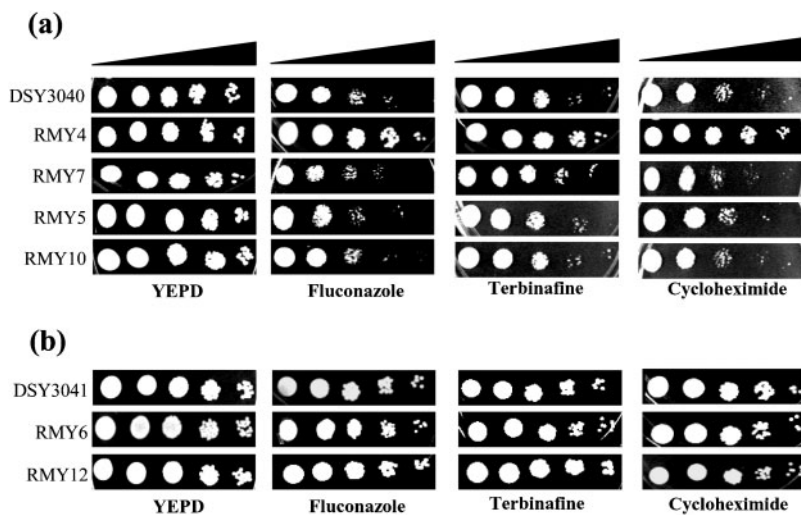 (a)
DSY3040
RMY4
RMY7
RMY5
RMY10
YEPD Fluconazole Terbinafine Cycloheximide
(b)
DSY3041
RMY6
RMY12
YEPD Fluconazole Terbinafine Cycloheximide